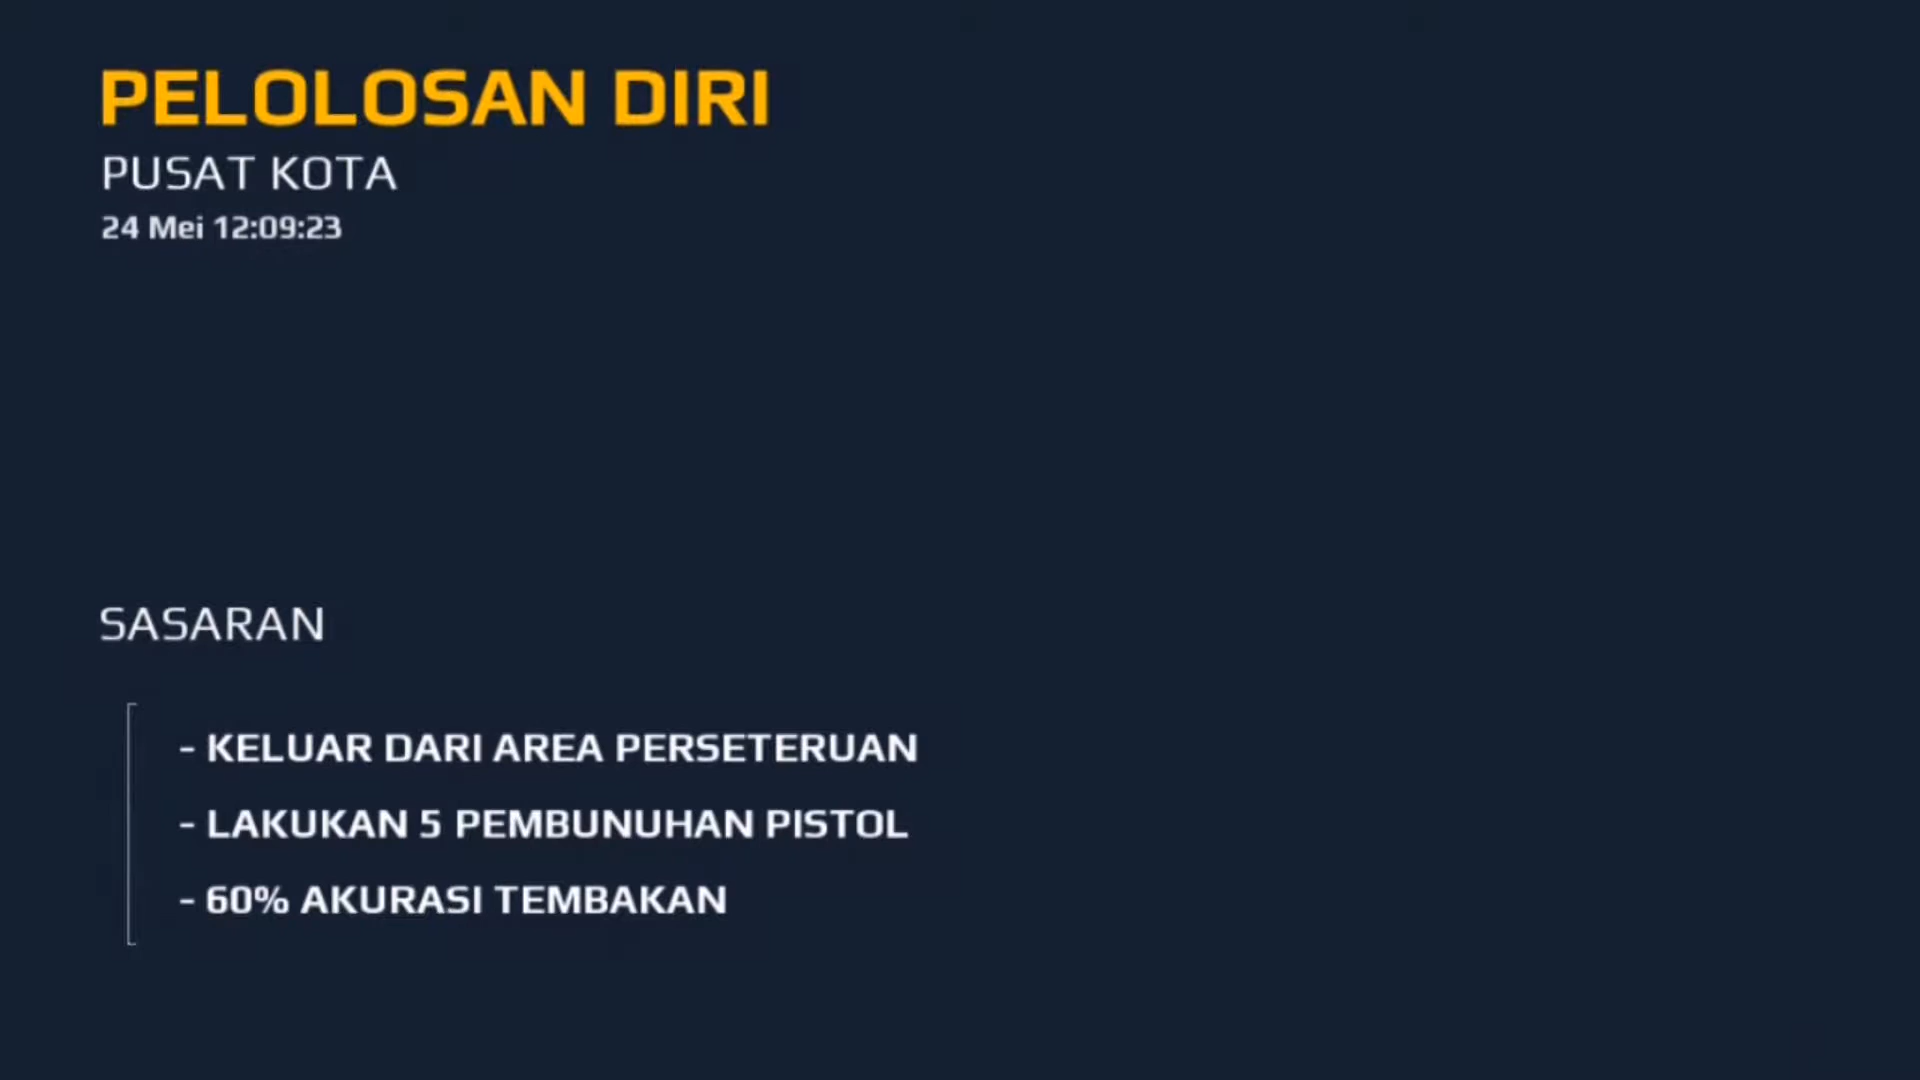 PELOLOSAN DIRI
PUSAT KOTA
24 Mei 12:09:23
SASARAN
- KELUAR DARI AREA PERSETERUAN
- LAKUKAN 5 PEMBUNUHAN PISTOL
- 60% AKURASI TEMBAKAN